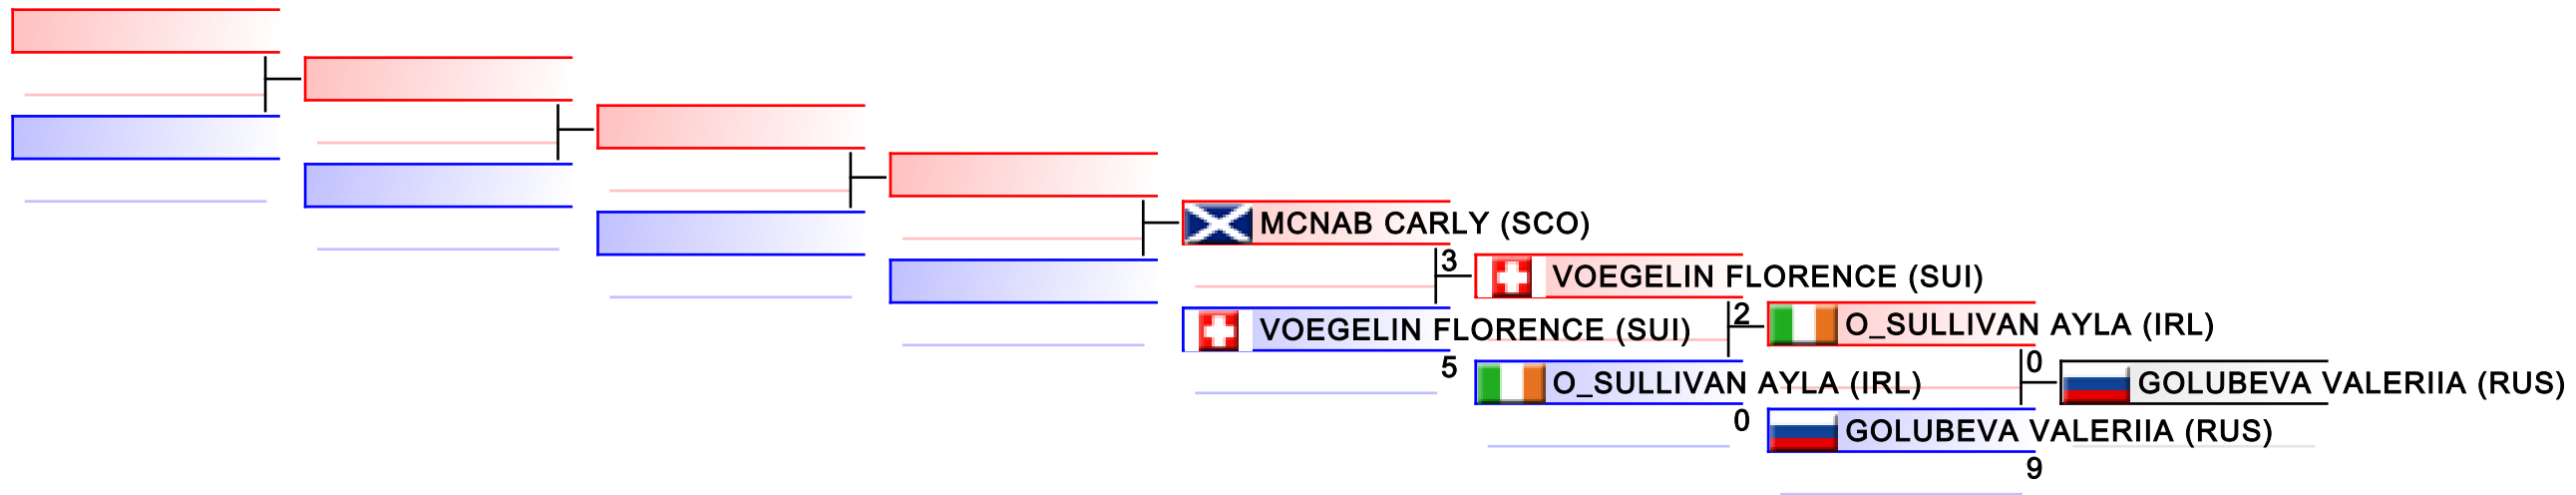 MCNAB CARLY (SCO)
3
VOEGELIN FLORENCE (SUI)
VOEGELIN FLORENCE (SUI)
5
2
O_SULLIVAN AYLA (IRL)
O_SULLIVAN AYLA (IRL)
0
0
GOLUBEVA VALERIIA (RUS)
GOLUBEVA VALERIIA (RUS)
9